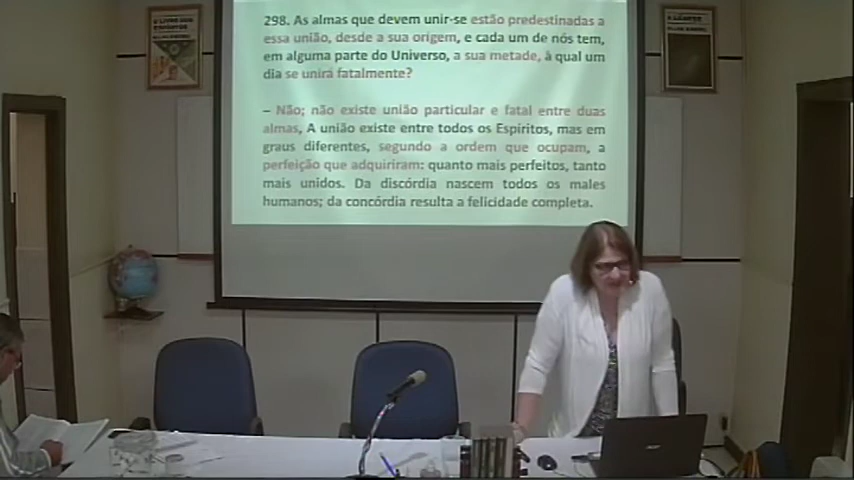 O LIVRO DOS
ESPÍRITOS
298. As almas que devem unir-se estão predestinadas a
essa união, desde a sua origem, e cada um de nós tem,
em alguma parte do Universo, a sua metade, à qual um
dia se unirá fatalmente?
– Não; não existe união particular e fatal entre duas
almas, A união existe entre todos os Espíritos, mas em
graus diferentes, segundo a ordem que ocupam, a
perfeição que adquiriram: quanto mais perfeitos, tanto
mais unidos. Da discórdia nascem todos os males
humanos; da concórdia resulta a felicidade completa.
acer